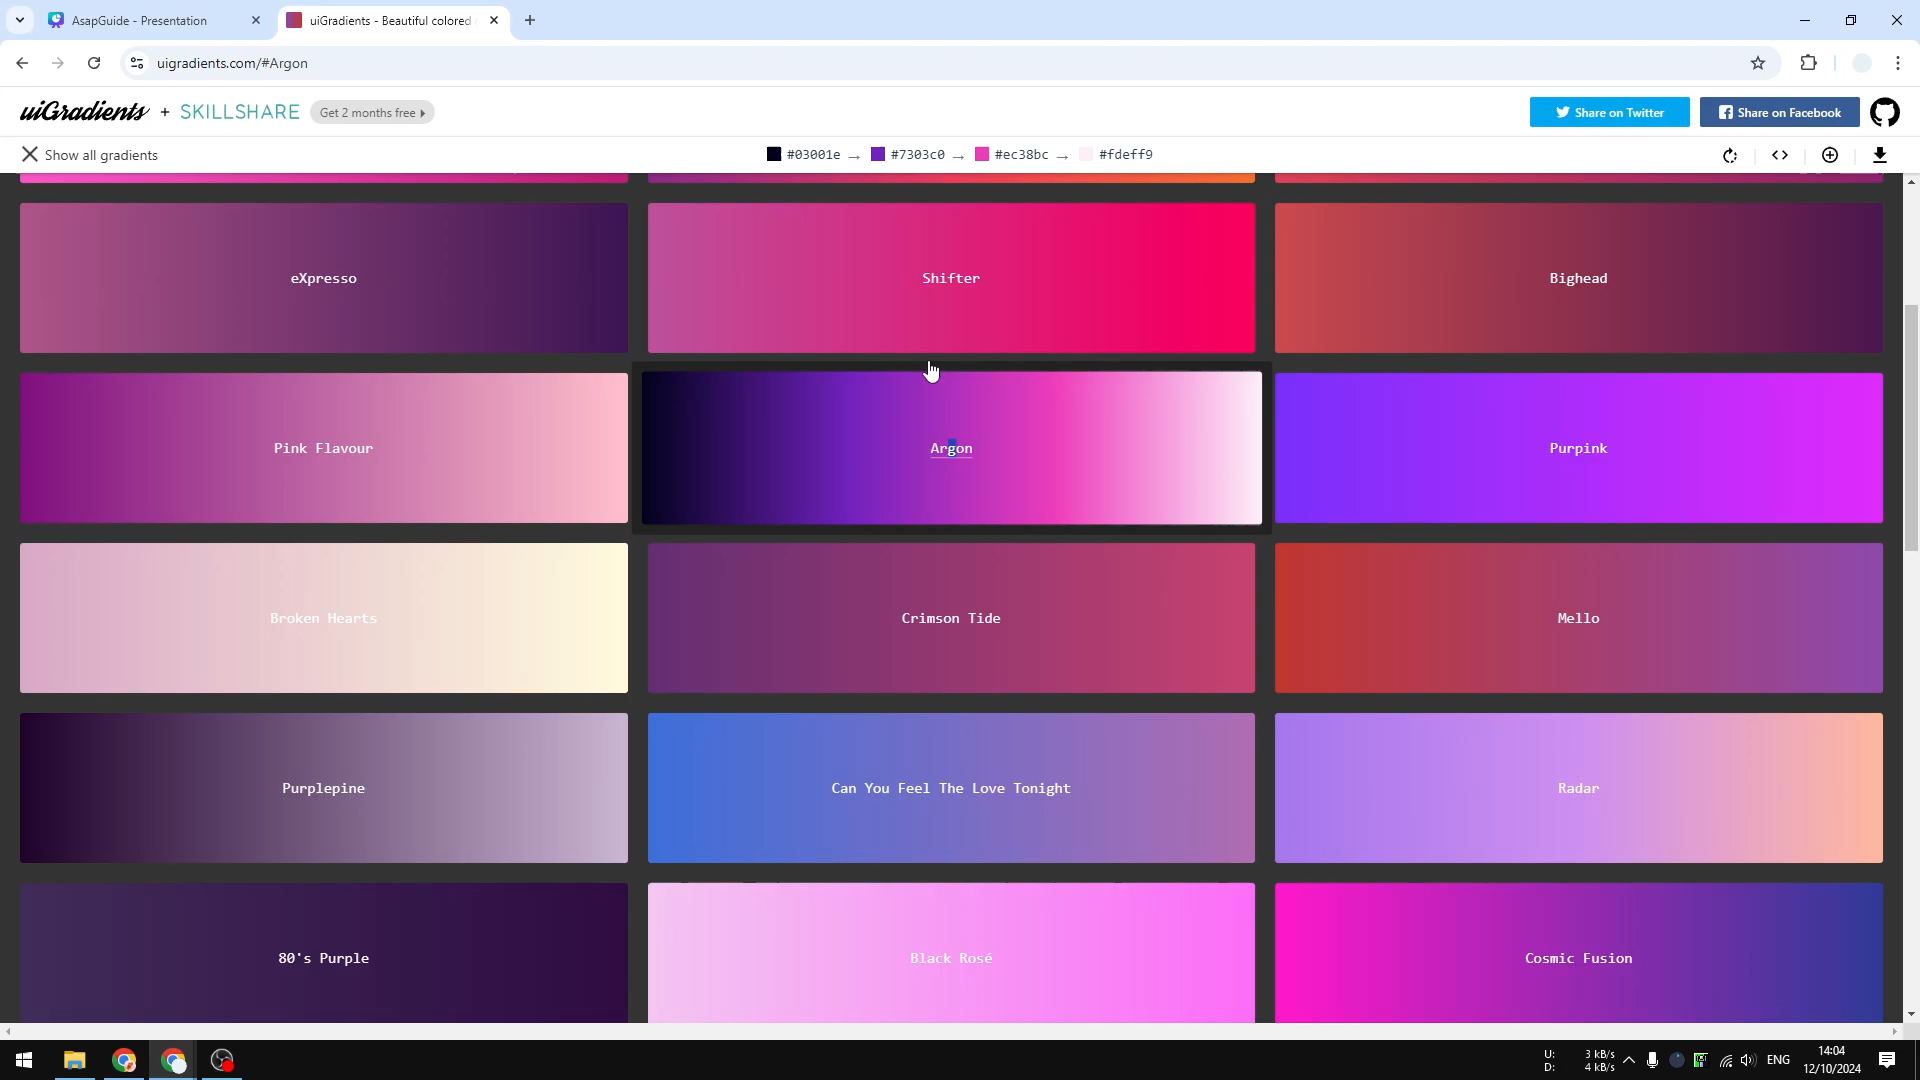 AsapGuide - Presentation
uiGradients - Beautiful colored
uigradients.com/#Argon
uiGradients + SKILLSHARE Get 2 months free
Share on Twitter
Share on Facebook
Show all gradients
#03001e → #7303c0 → #ec38bc → #fdeff9
eXpresso
Shifter
Bighead
Pink Flavour
Argon
Purpink
Broken Hearts
Crimson Tide
Mello
Purplepine
Can You Feel The Love Tonight
Radar
80's Purple
Black Rosé
Cosmic Fusion
U: 3 kB/s
D: 4 kB/s
ENG
14:04
12/10/2024